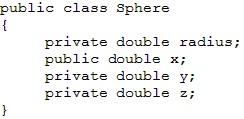 public class Sphere
{
     private double radius;
     public double x;
     private double y;
     private double z;
}